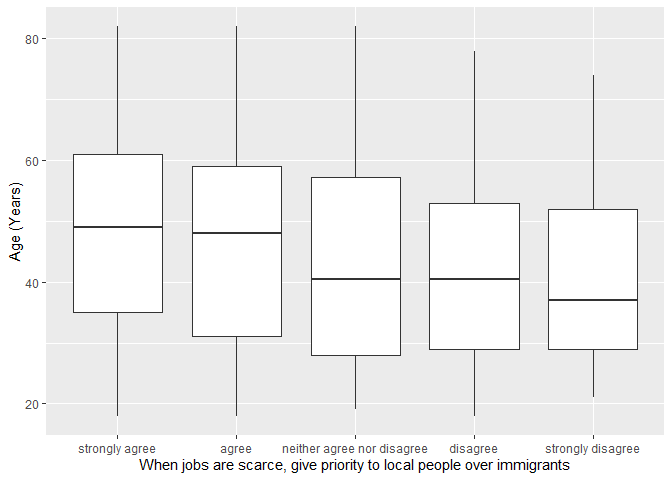 80
60
40
20
Age (Years)
strongly agree agree neither agree nor disagree disagree strongly disagree
When jobs are scarce, give priority to local people over immigrants